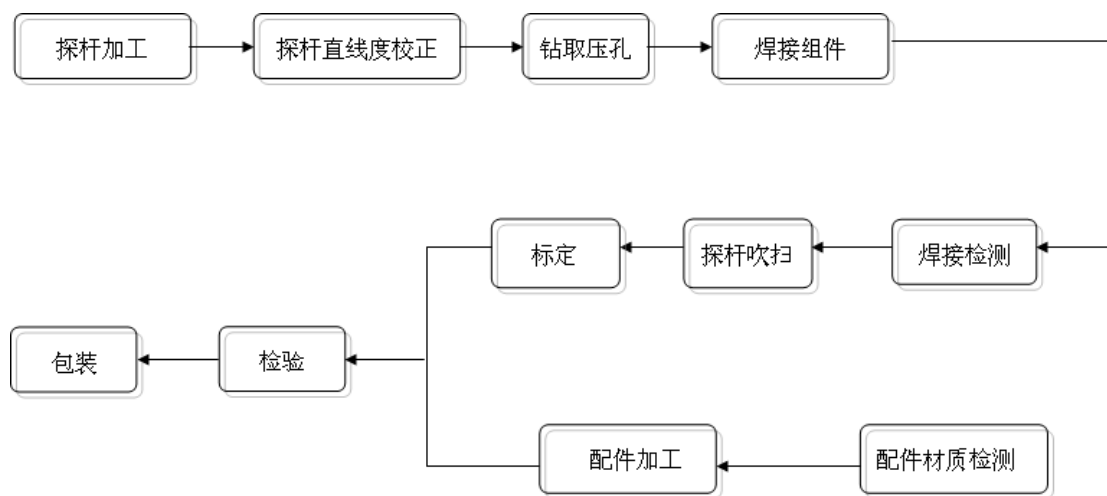 探杆加工
探杆直线度校正
钻取压孔
焊接组件
标定
探杆吹扫
焊接检测
包装
检验
配件加工
配件材质检测